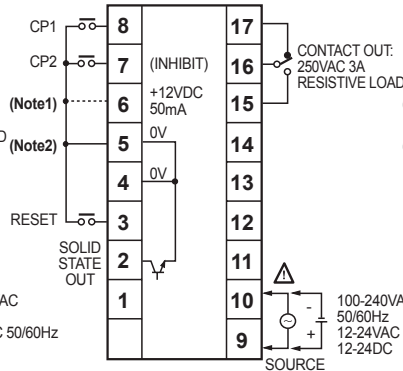 CP1
8
17
CONTACT OUT:
250VAC 3A
RESISTIVE LOAD
CP2
7
(INHIBIT)
16
(Note1)
6
+12VDC
50mA
15
(Note2)
5
0V
14
4
0V
13
RESET
3
12
SOLID
STATE
OUT
2
11
AC
1
10
-
100-240VA
50/60Hz
C 50/60Hz
+
12-24VAC
12-24DC
9
SOURCE